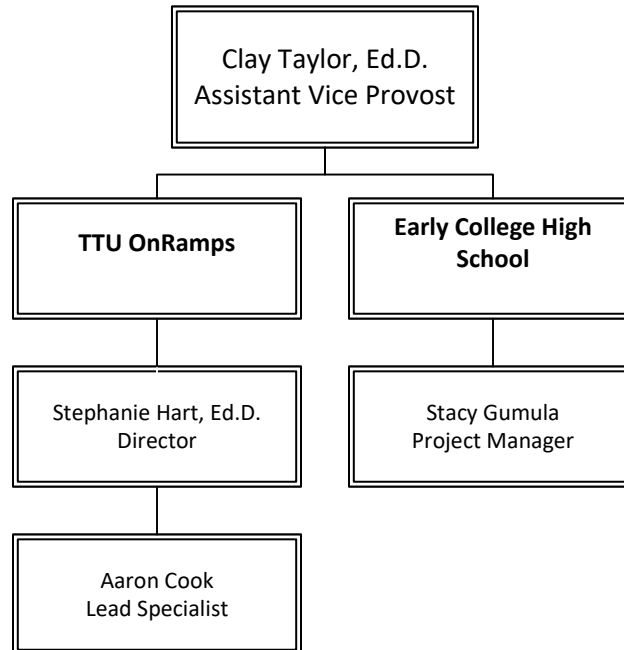 Clay Taylor, Ed.D.
Assistant Vice Provost
TTU OnRamps
Early College High
School
Stephanie Hart, Ed.D.
Director
Stacy Gumula
Project Manager
Aaron Cook
Lead Specialist